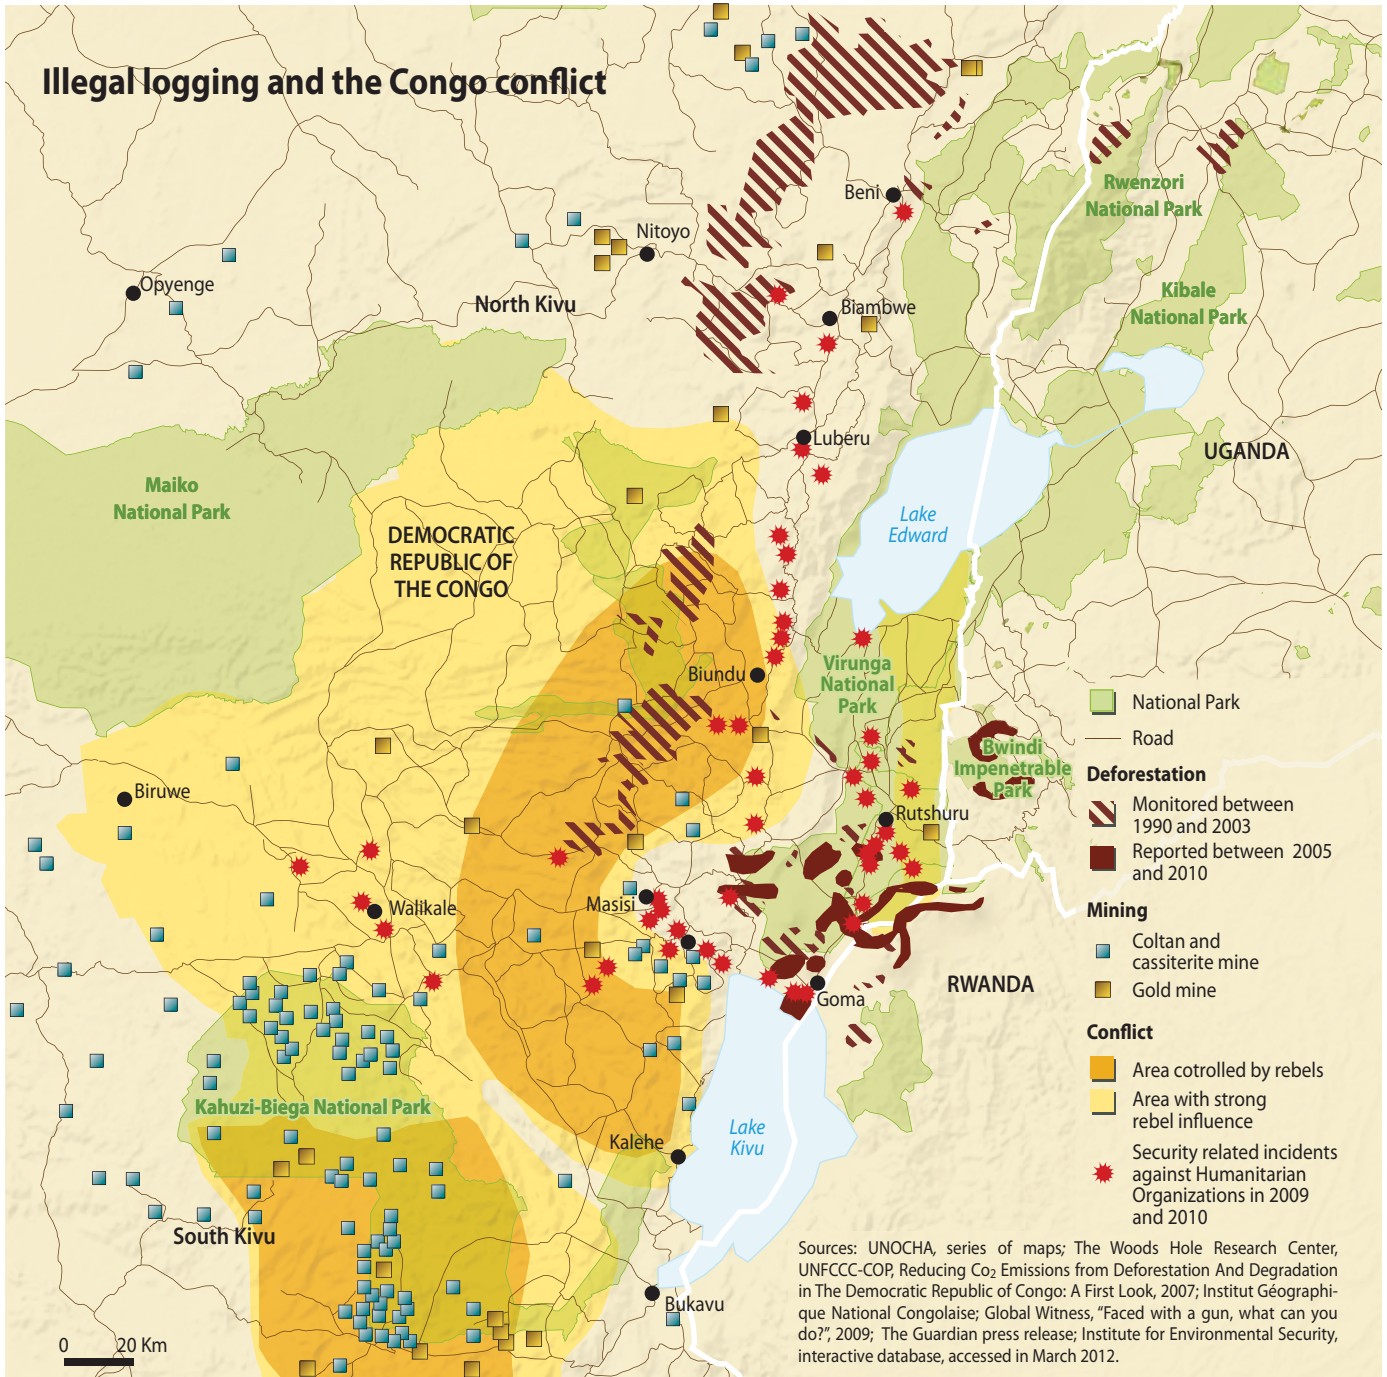 Illegal logging and the Congo conflict
Beni
Rwenzori
National Park
Nitoyo
Opyenge
North Kivu
Biambwe
Kibale
National Park
Luberu
UGANDA
Maiko
National Park
Lake
Edward
DEMOCRATIC
REPUBLIC OF
THE CONGO
Biundu
Virunga
National
Park
Bwindi
Impenetrable
Park
Biruwe
Rutshuru
Masisi
Walikale
Goma
RWANDA
Kahuzi-Biega National Park
Lake
Kivu
Kalehe
South Kivu
Bukavu
0 20 Km
National Park
Road
Deforestation
Monitored between
1990 and 2003
Reported between 2005
and 2010
Mining
Coltan and
cassiterite mine
Gold mine
Conflict
Area cotrolled by rebels
Area with strong
rebel influence
Security related incidents
against Humanitarian
Organizations in 2009
and 2010
Sources: UNOCHA, series of maps; The Woods Hole Research Center,
UNFCCC-COP, Reducing Co2 Emissions from Deforestation And Degradation
in The Democratic Republic of Congo: A First Look, 2007; Institut Géographi-
que National Congolaise; Global Witness, “Faced with a gun, what can you
do?”, 2009; The Guardian press release; Institute for Environmental Security,
interactive database, accessed in March 2012.